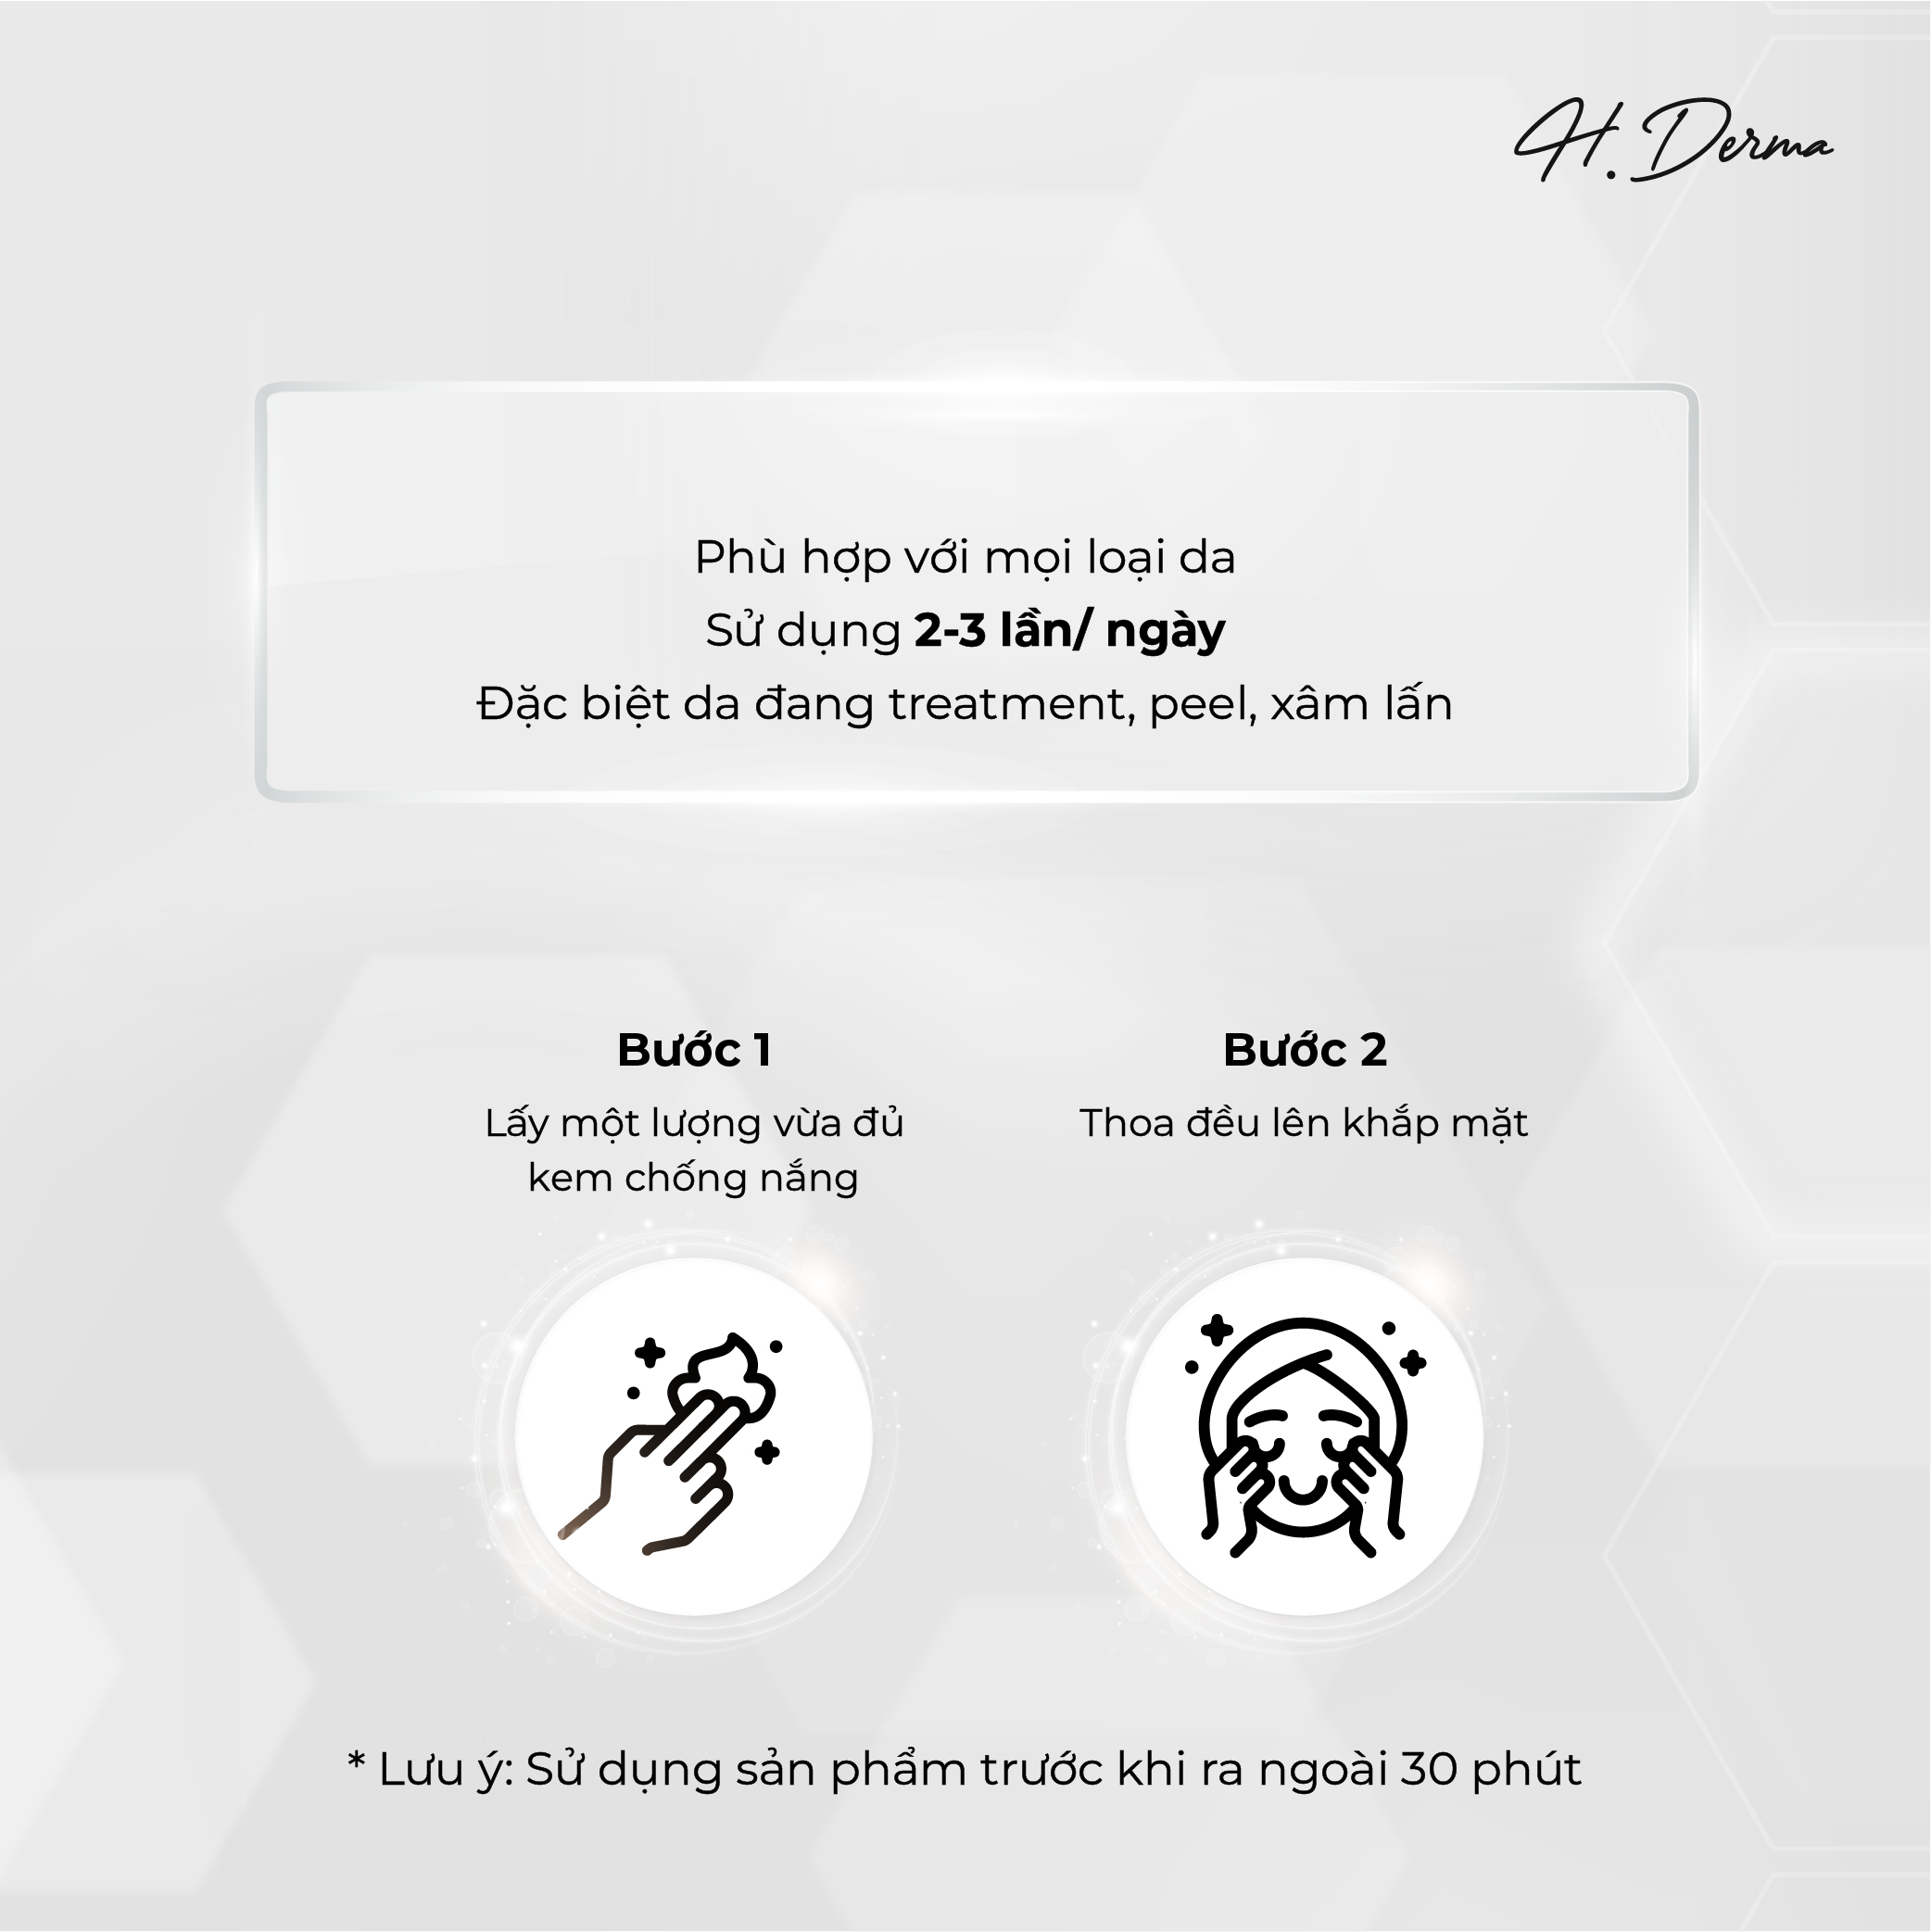 H. Derma
Phù hợp với mọi loại da
Sử dụng 2-3 lần/ ngày
Đặc biệt da đang treatment, peel, xâm lấn
Bước 1
Lấy một lượng vừa đủ
kem chống nắng
Bước 2
Thoa đều lên khắp mặt
* Lưu ý: Sử dụng sản phẩm trước khi ra ngoài 30 phút